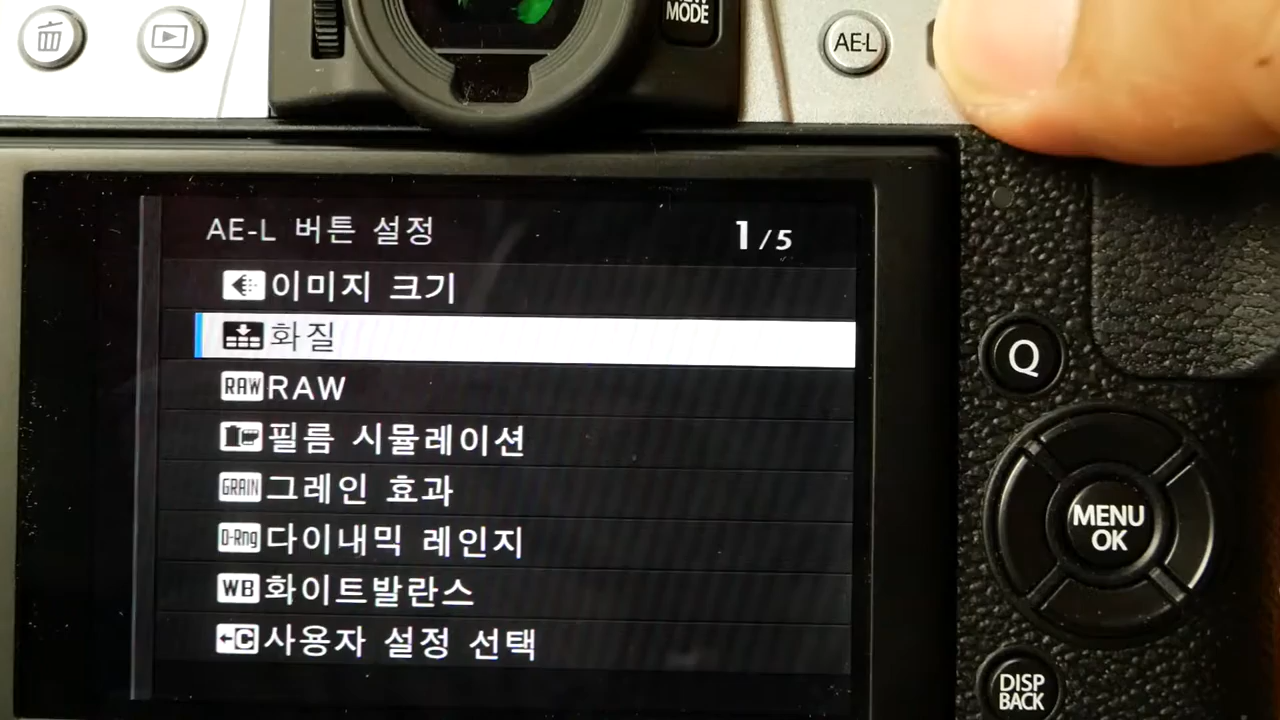 VIEW MODE
AE-L
AE-L 버튼 설정
1/5
이미지 크기
화질
RAW RAW
필름 시뮬레이션
GRAIN 그레인 효과
D-Rng 다이내믹 레인지
WB 화이트발란스
C 사용자 설정 선택
Q
MENU
OK
DISP
BACK